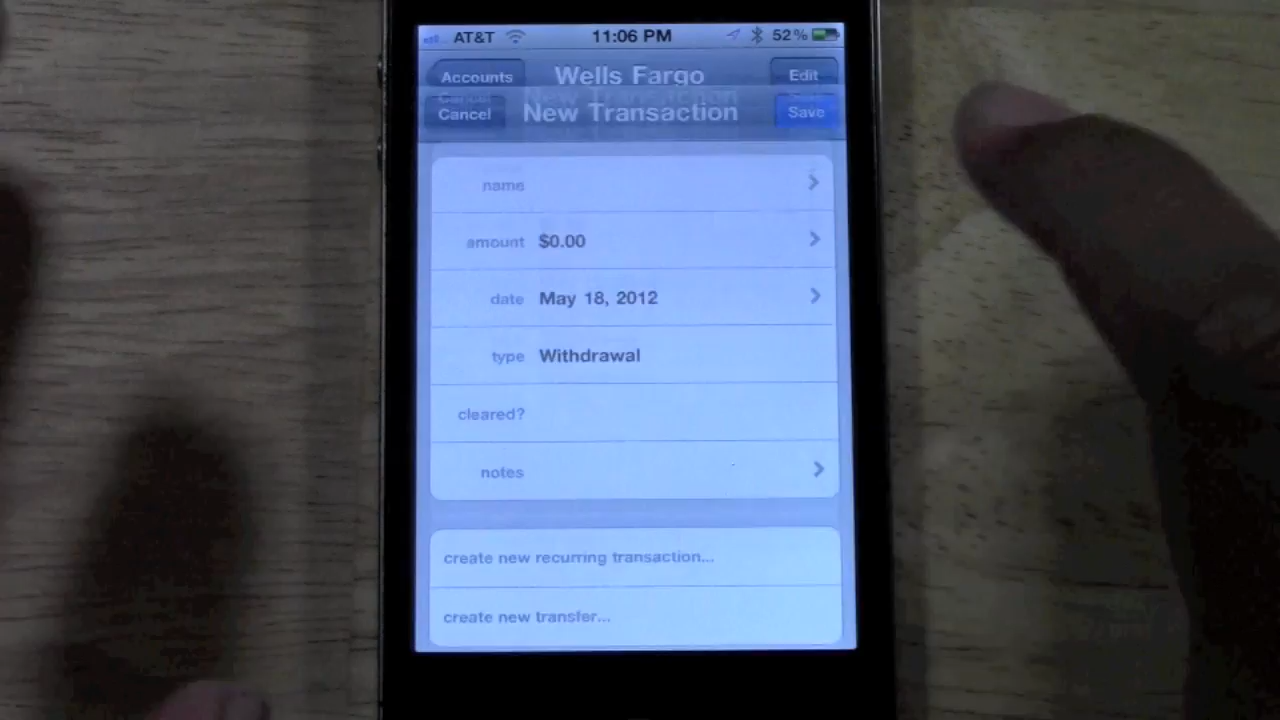 AT&T 11:06 PM 52%
Accounts Wells Fargo Edit
Cancel New Transaction Save
name
amount $0.00
date May 18, 2012
type Withdrawal
cleared?
notes
create new recurring transaction...
create new transfer...